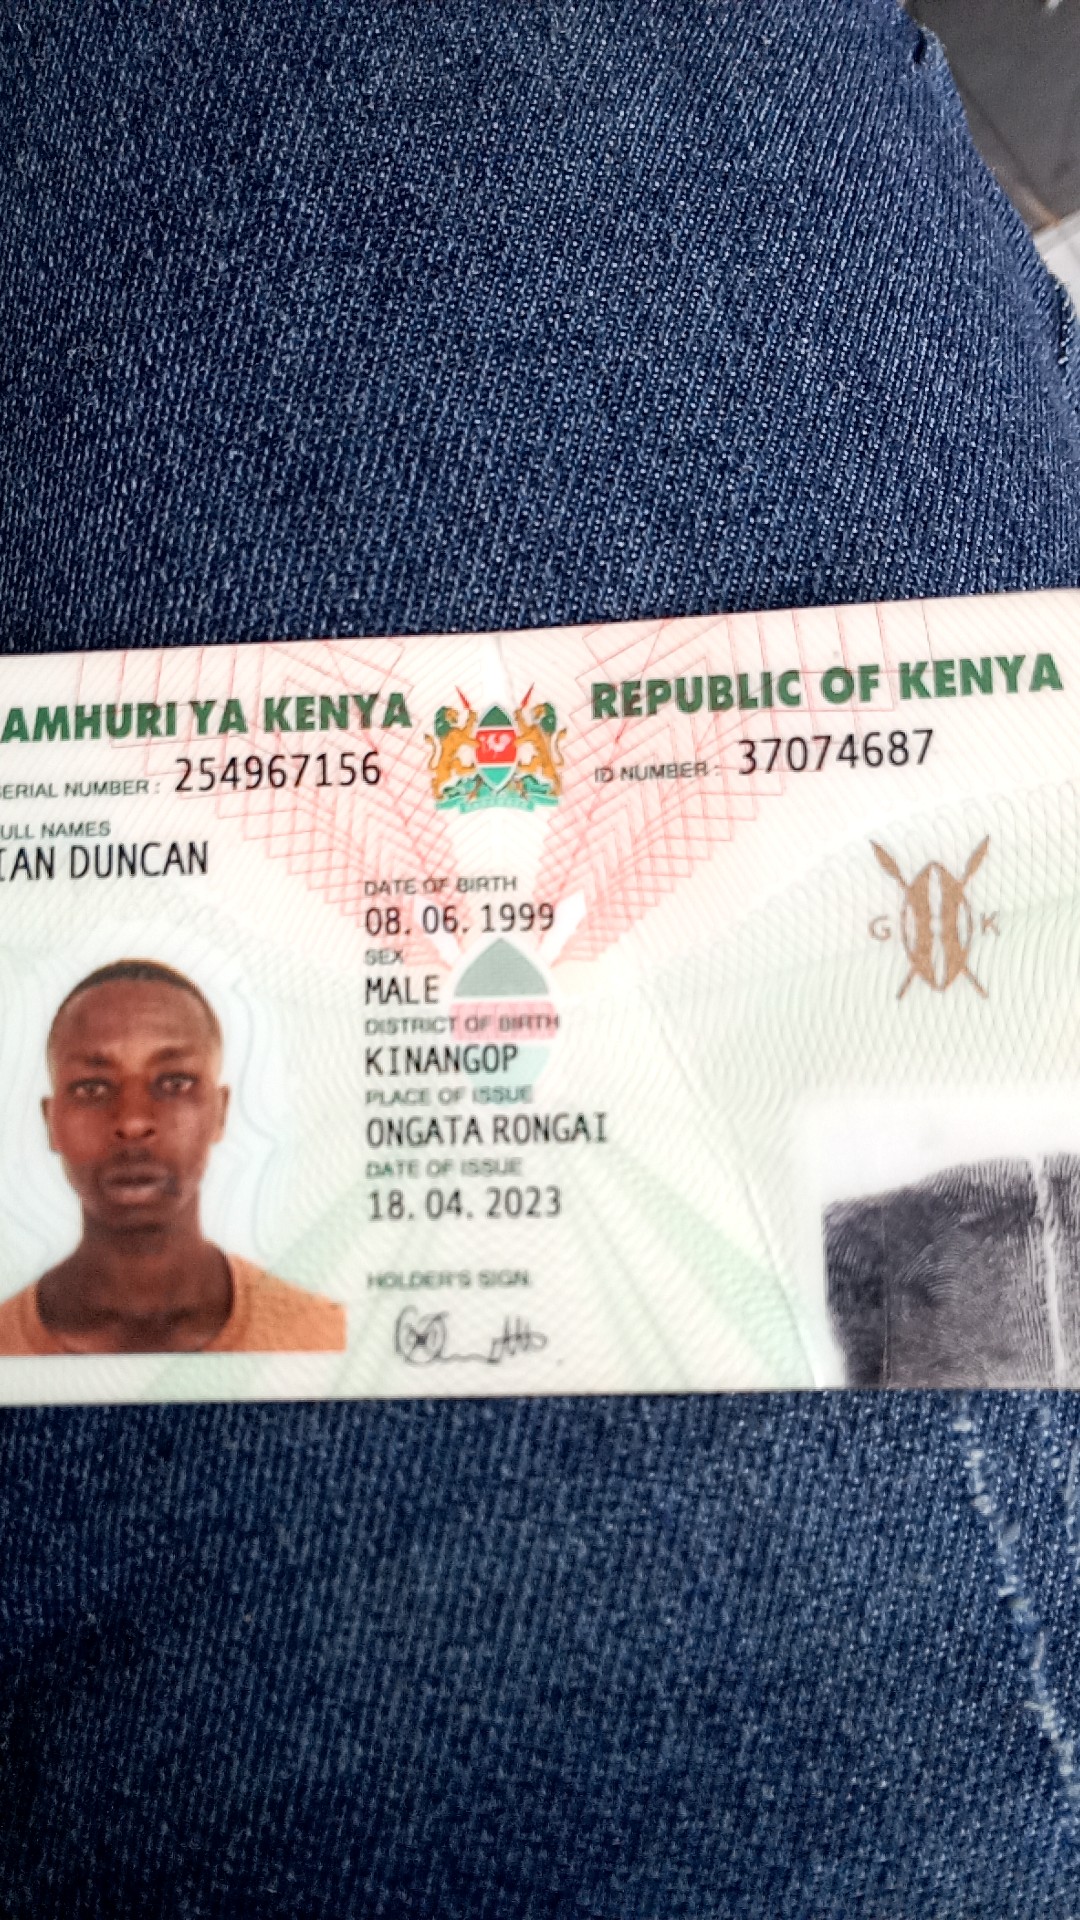 AMHURI YA KENYA REPUBLIC OF KENYA
SERIAL NUMBER : 254967156 ID NUMBER : 37074687
ULL NAMES
IAN DUNCAN
DATE OF BIRTH
08. 06. 1999
SEX
MALE
DISTRICT OF BIRTH
KINANGOP
PLACE OF ISSUE
ONGATA RONGAI
DATE OF ISSUE
18. 04. 2023
HOLDER'S SIGN.
G K